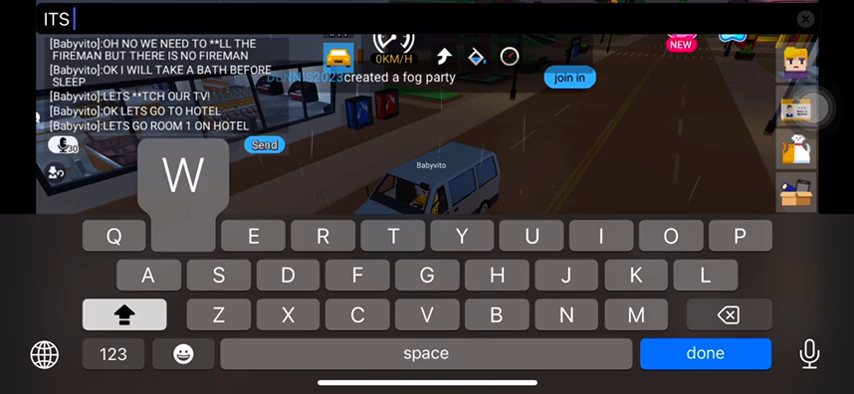 ITS
[Babyvito]:OH NO WE NEED TO **LL THE
FIREMAN BUT THERE IS NO FIREMAN
[Babyvito]:OK I WILL TAKE A BATH BEFORE
SLEEP
[Babyvito]:LETS **TCH OUR TV!
[Babyvito]:OK LETS GO TO HOTEL
[Babyvito]:LETS GO ROOM 1 ON HOTEL
0KM/H
NEW
DENNIS2023created a fog party
join in
Send
Babyvito
W
Q E R T Y U I O P
A S D F G H J K L
Z X C V B N M
123 space done